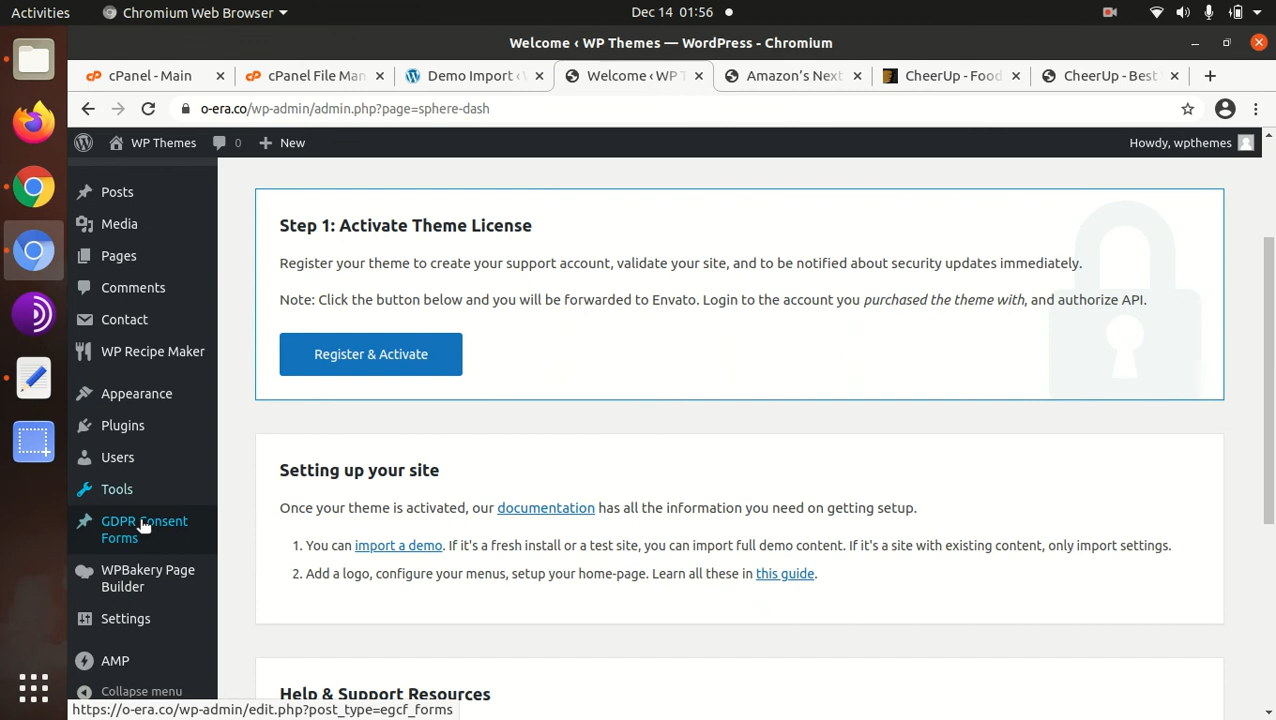 Activities
Chromium Web Browser
Dec 14 01:56
Welcome ‹ WP Themes — WordPress - Chromium
cPanel - Main
cPanel File Man
Demo Import ‹
Welcome ‹ WP T
Amazon's Next
CheerUp - Food
CheerUp - Best
o-era.co/wp-admin/admin.php?page=sphere-dash
WP Themes
0
New
Howdy, wpthemes
Posts
Media
Pages
Comments
Contact
WP Recipe Maker
Appearance
Plugins
Users
Tools
GDPR Consent
Forms
WPBakery Page
Builder
Settings
AMP
Collapse menu
Step 1: Activate Theme License
Register your theme to create your support account, validate your site, and to be notified about security updates immediately.
Note: Click the button below and you will be forwarded to Envato. Login to the account you purchased the theme with, and authorize API.
Register & Activate
Setting up your site
Once your theme is activated, our documentation has all the information you need on getting setup.
1. You can import a demo. If it's a fresh install or a test site, you can import full demo content. If it's a site with existing content, only import settings.
2. Add a logo, configure your menus, setup your home-page. Learn all these in this guide.
Help & Support Resources
https://o-era.co/wp-admin/edit.php?post_type=egcf_forms